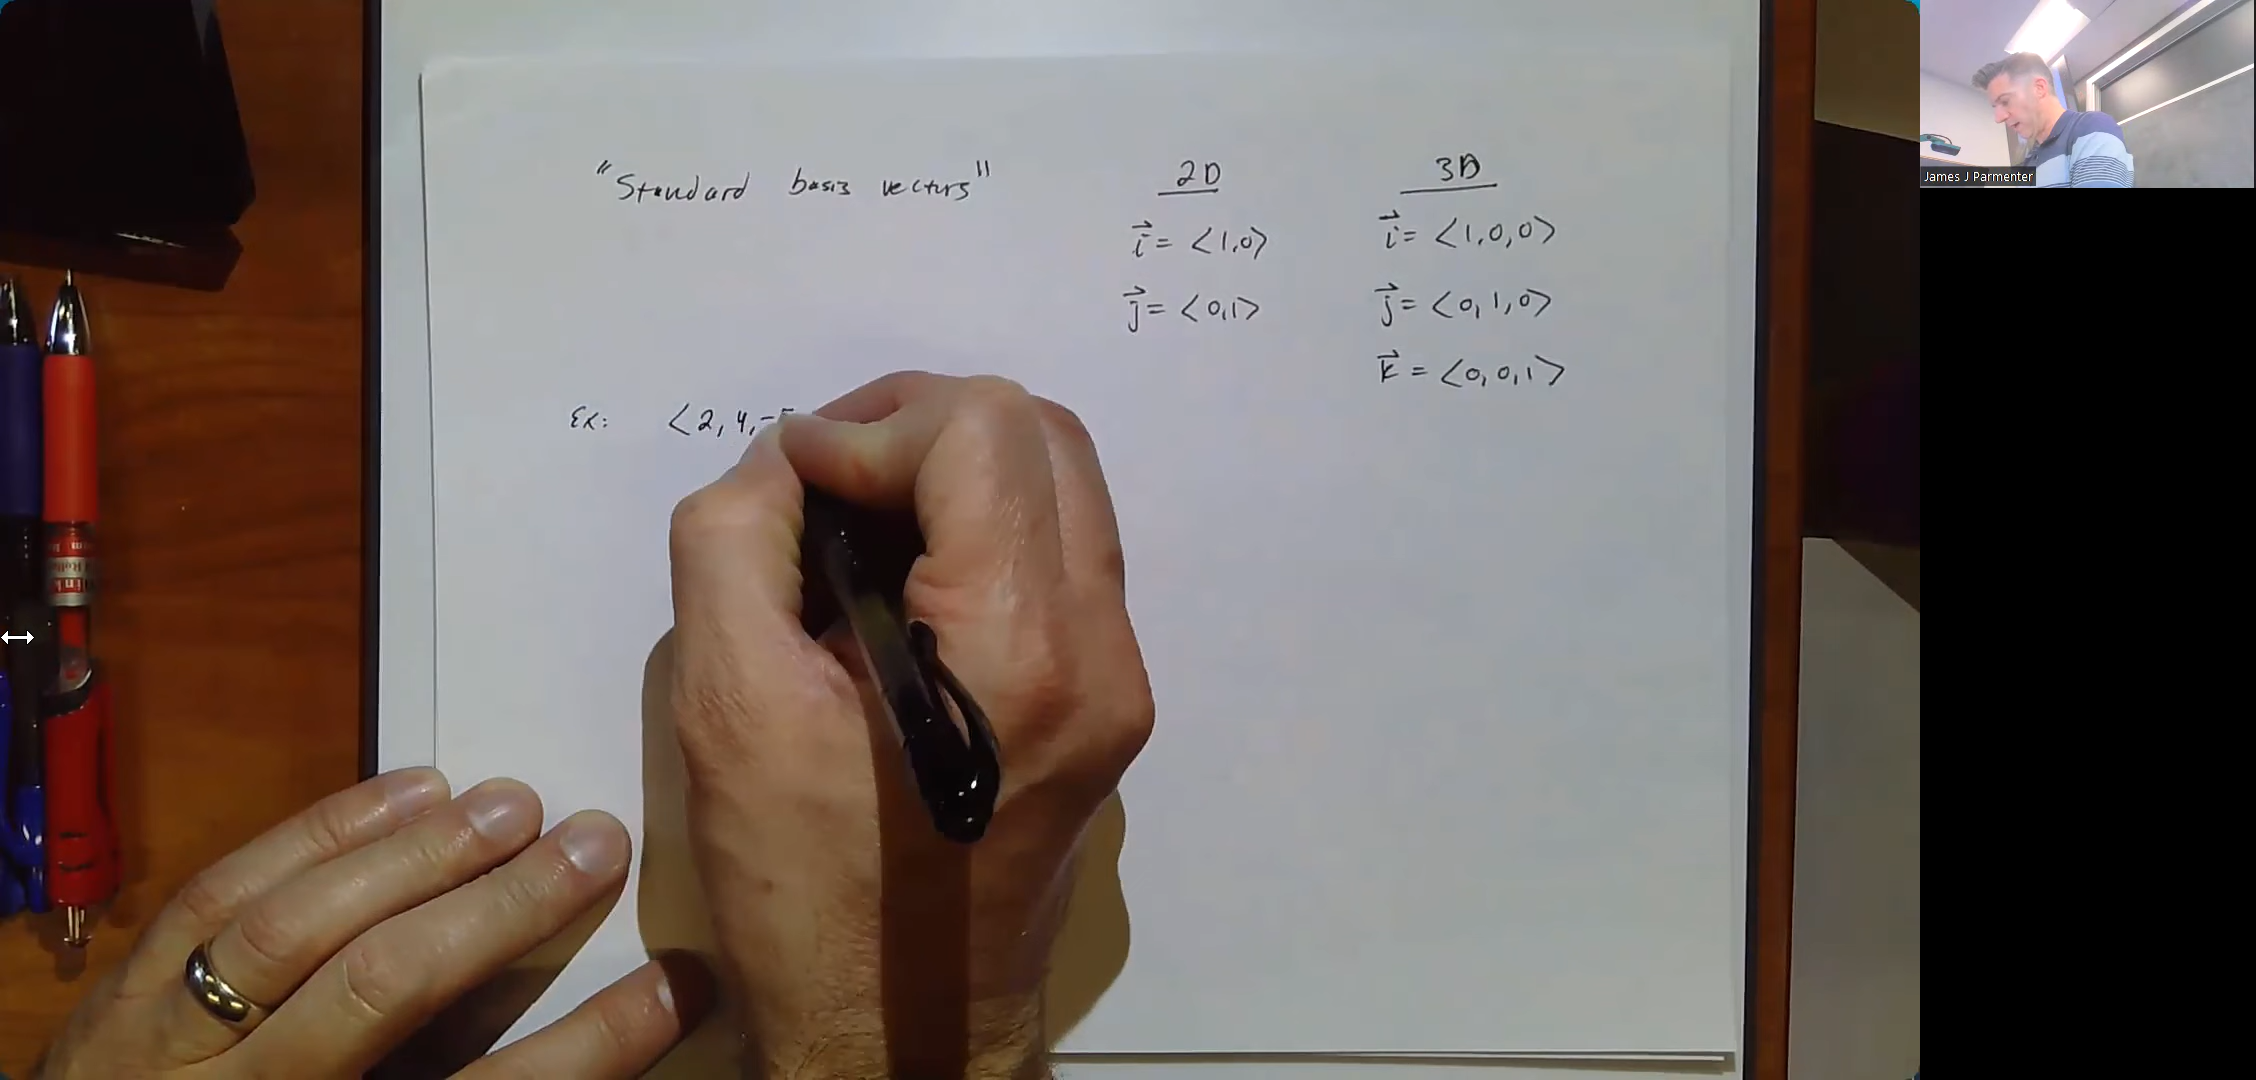 "Standard basis vectors"
2D
i⃗ = <1,0>
j⃗ = <0,1>
3D
i⃗ = <1,0,0>
j⃗ = <0,1,0>
k⃗ = <0,0,1>
Ex: <2,4,-5
James J Parmenter